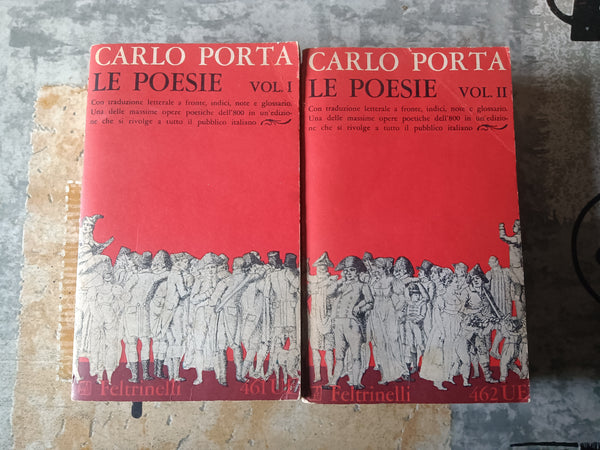 CARLO PORTA
LE POESIE VOL. I
Con traduzione letterale a fronte, indici, note e glossario.
Una delle massime opere poetiche dell'800 in un'edizio-
ne che si rivolge a tutto il pubblico italiano
Feltrinelli 461 UE
CARLO PORTA
LE POESIE VOL. II
Con traduzione letterale a fronte, indici, note e glossario.
Una delle massime opere poetiche dell'800 in un'edizio-
ne che si rivolge a tutto il pubblico italiano
Feltrinelli 462 UE